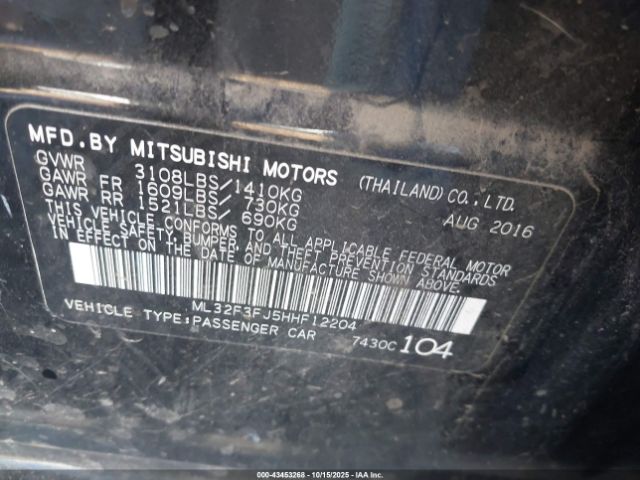 MFD.BY MITSUBISHI MOTORS (THAILAND) CO., LTD.
GVWR 3108LBS/1410KG AUG 2016
GAWR FR 1609LBS/ 730KG
GAWR RR 1521LBS/ 690KG
THIS VEHICLE CONFORMS TO ALL APPLICABLE FEDERAL MOTOR
VEHICLE SAFETY, BUMPER, AND THEFT PREVENTION STANDARDS
IN EFFECT ON THE DATE OF MANUFACTURE SHOWN ABOVE.
ML32F3FJ5HHF12204
VEHICLE TYPE:PASSENGER CAR 7430C 104
00-43453268 - 10/15/2025 - Copyright © 2025 IAA, Inc.